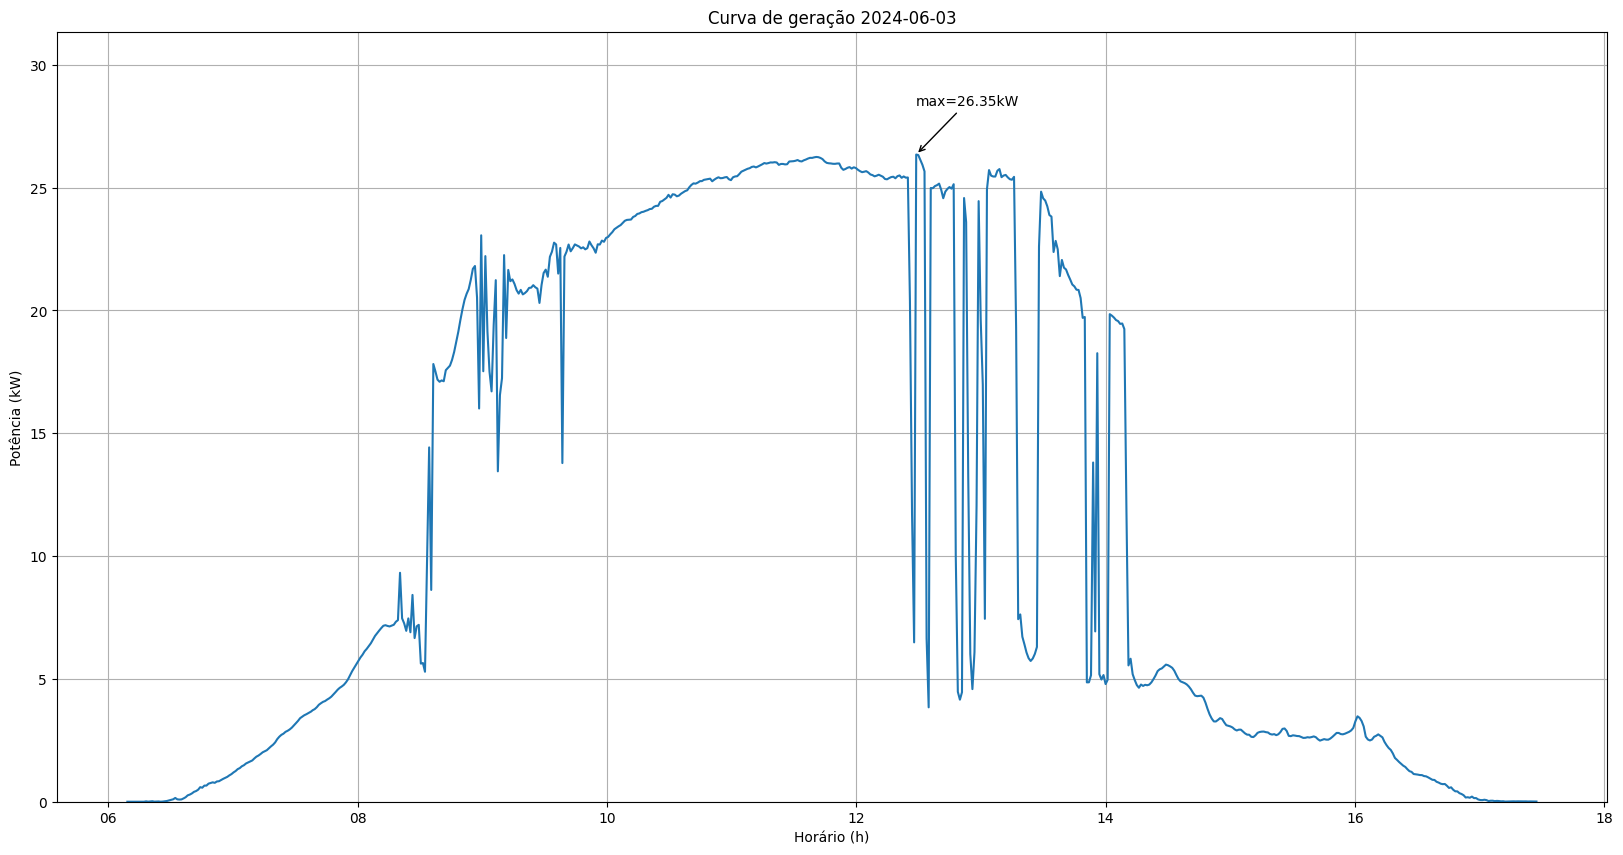 Curva de geração 2024-06-03
30
max=26.35kW
25
20
15
Potência (kW)
10
5
0
06 08 10 12 14 16 18
Horário (h)